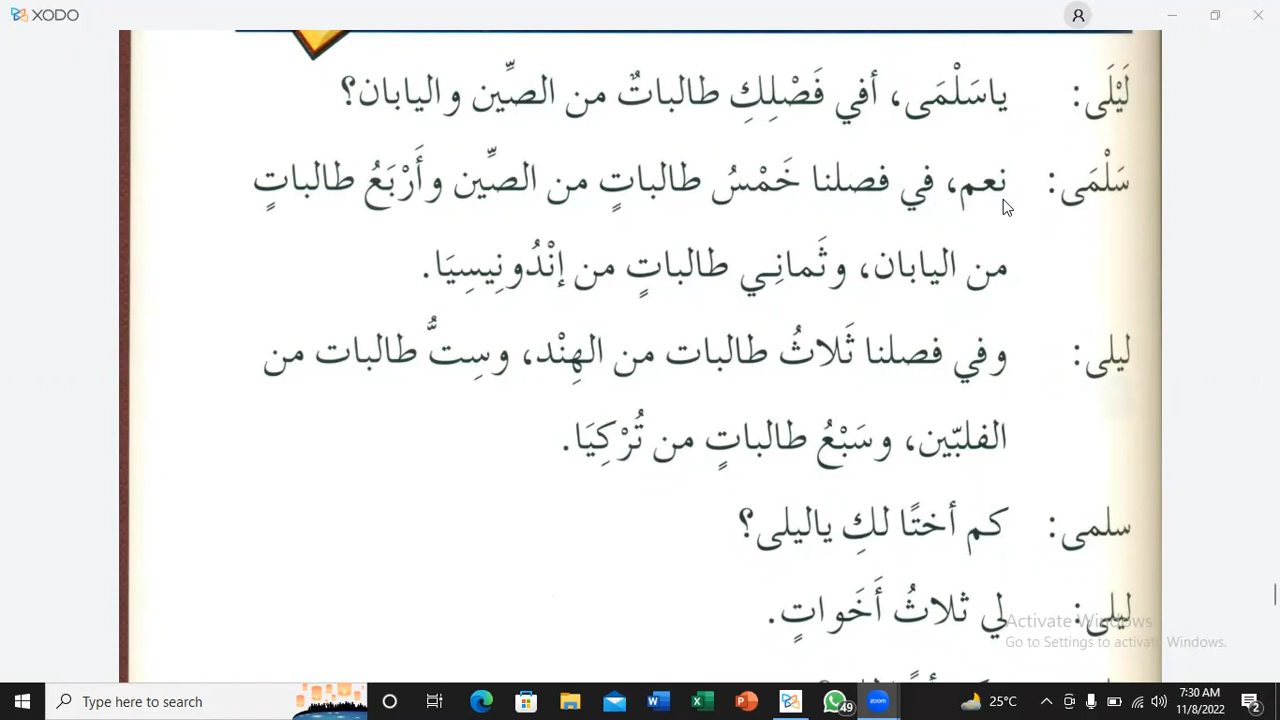 XODO
لَيْلَى: ياسَلْمَى، أفي فَصْلِكِ طالباتٌ من الصِّين واليابان؟
سَلْمَى: نعم، في فصلنا خَمْسُ طالباتٍ من الصِّين وأَرْبَعُ طالباتٍ
من اليابان، وثَمانِي طالباتٍ من إنْدُونِيسِيَا.
ليلى: وفي فصلنا ثَلاثُ طالبات من الهِنْد، وسِتُّ طالبات من
الفلبّين، وسَبْعُ طالباتٍ من تُرْكِيَا.
سلمى: كم أختًا لكِ ياليلى؟
ليلى: لي ثلاثُ أَخَواتٍ.
Activate Windows
Go to Settings to activate Windows.
Type here to search
49
zoom
25°C
7:30 AM
11/8/2022
2